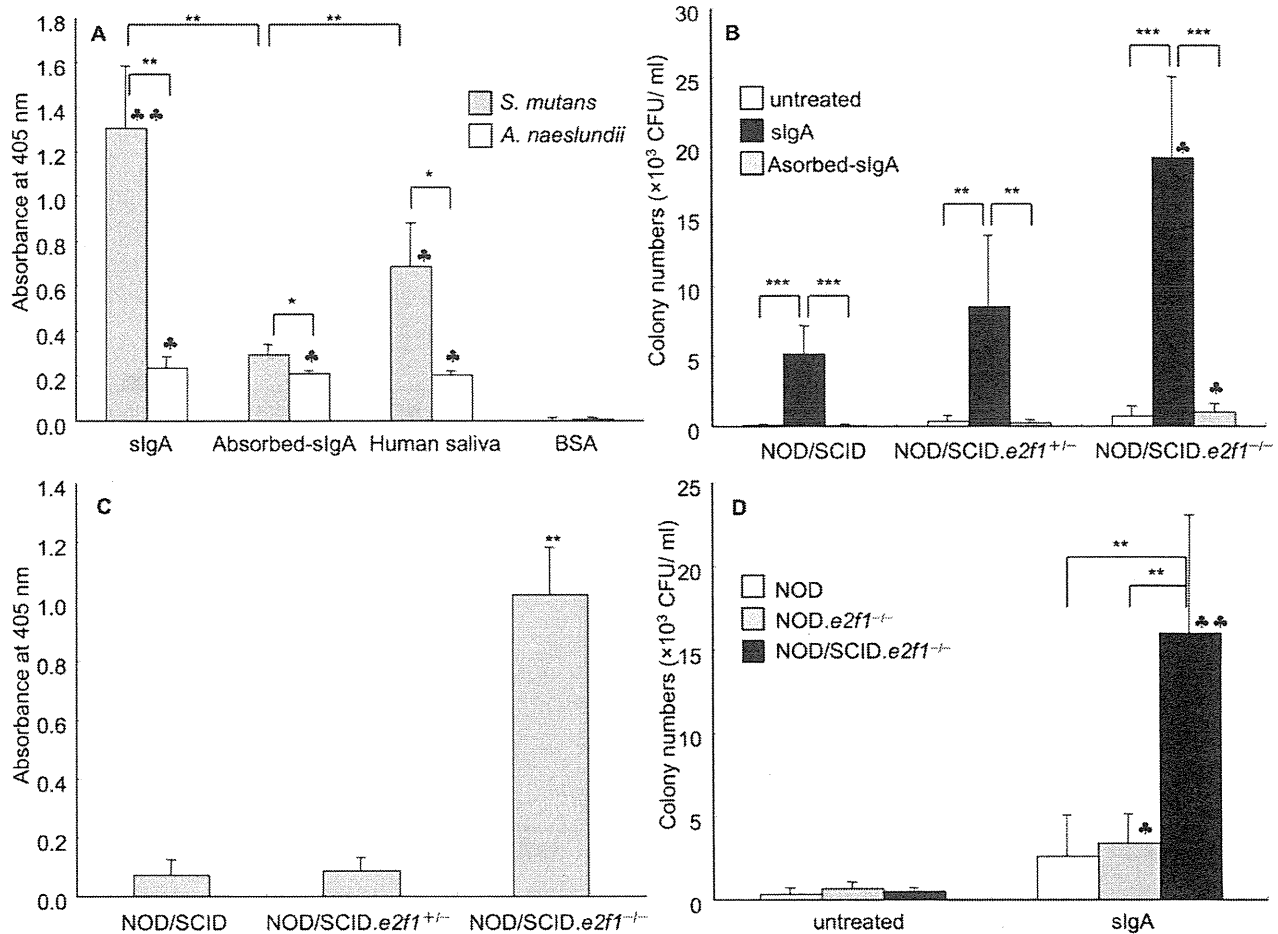 A
Absorbance at 405 nm
1.8
1.6
1.4
1.2
1.0
0.8
0.6
0.4
0.2
0.0
**
**
**
♣ ♣
♣
*
♣
*
♣
♣
S. mutans
A. naeslundii
sIgA
Absorbed-sIgA
Human saliva
BSA
B
Colony numbers (×10³ CFU/ ml)
30
25
20
15
10
5
0
untreated
sIgA
Asorbed-sIgA
***
***
**
**
***
***
♣
♣
NOD/SCID
NOD/SCID.e2f1⁺/⁻
NOD/SCID.e2f1⁻/⁻
C
Absorbance at 405 nm
1.4
1.2
1.0
0.8
0.6
0.4
0.2
0.0
**
NOD/SCID
NOD/SCID.e2f1⁺/⁻
NOD/SCID.e2f1⁻/⁻
D
Colony numbers (×10³ CFU/ ml)
25
20
15
10
5
0
NOD
NOD.e2f1⁻/⁻
NOD/SCID.e2f1⁻/⁻
**
**
♣ ♣
♣
untreated
sIgA